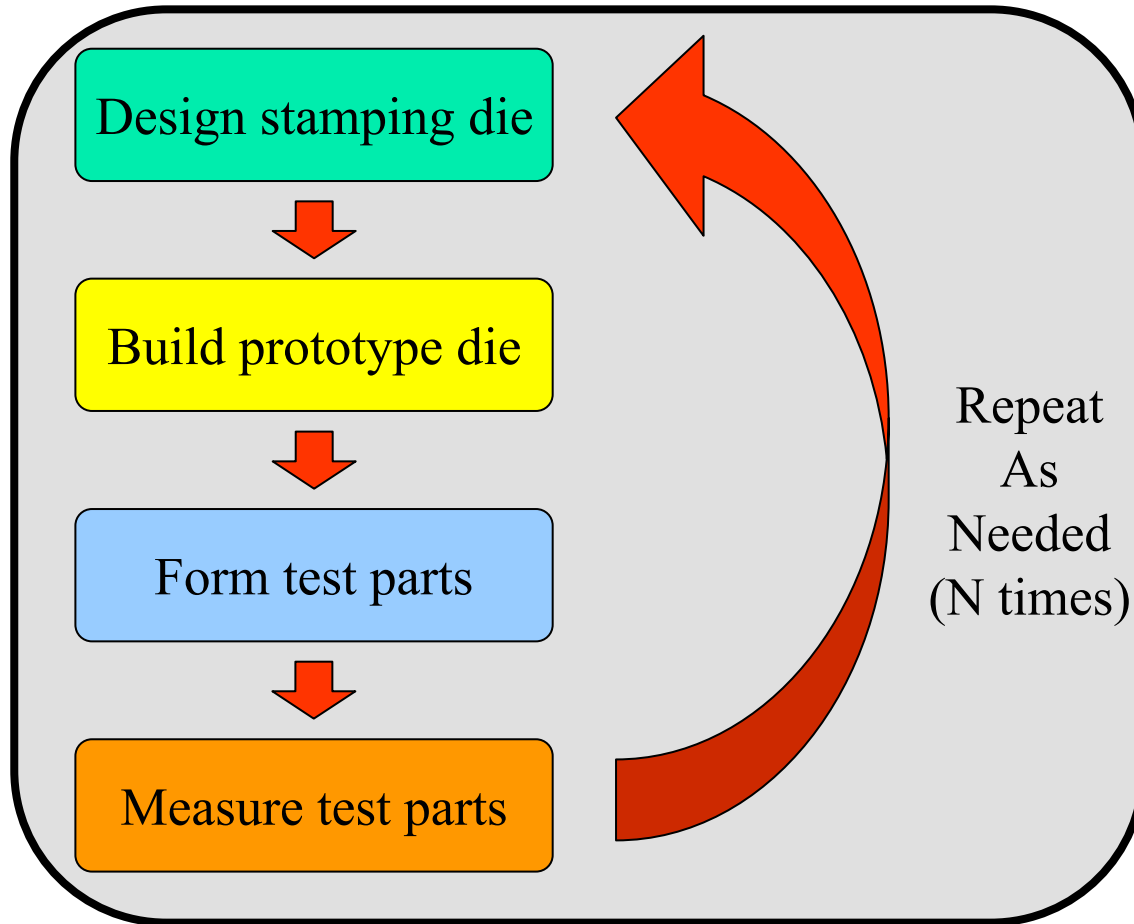 Design stamping die
Build prototype die
Form test parts
Measure test parts
Repeat
As
Needed
(N times)